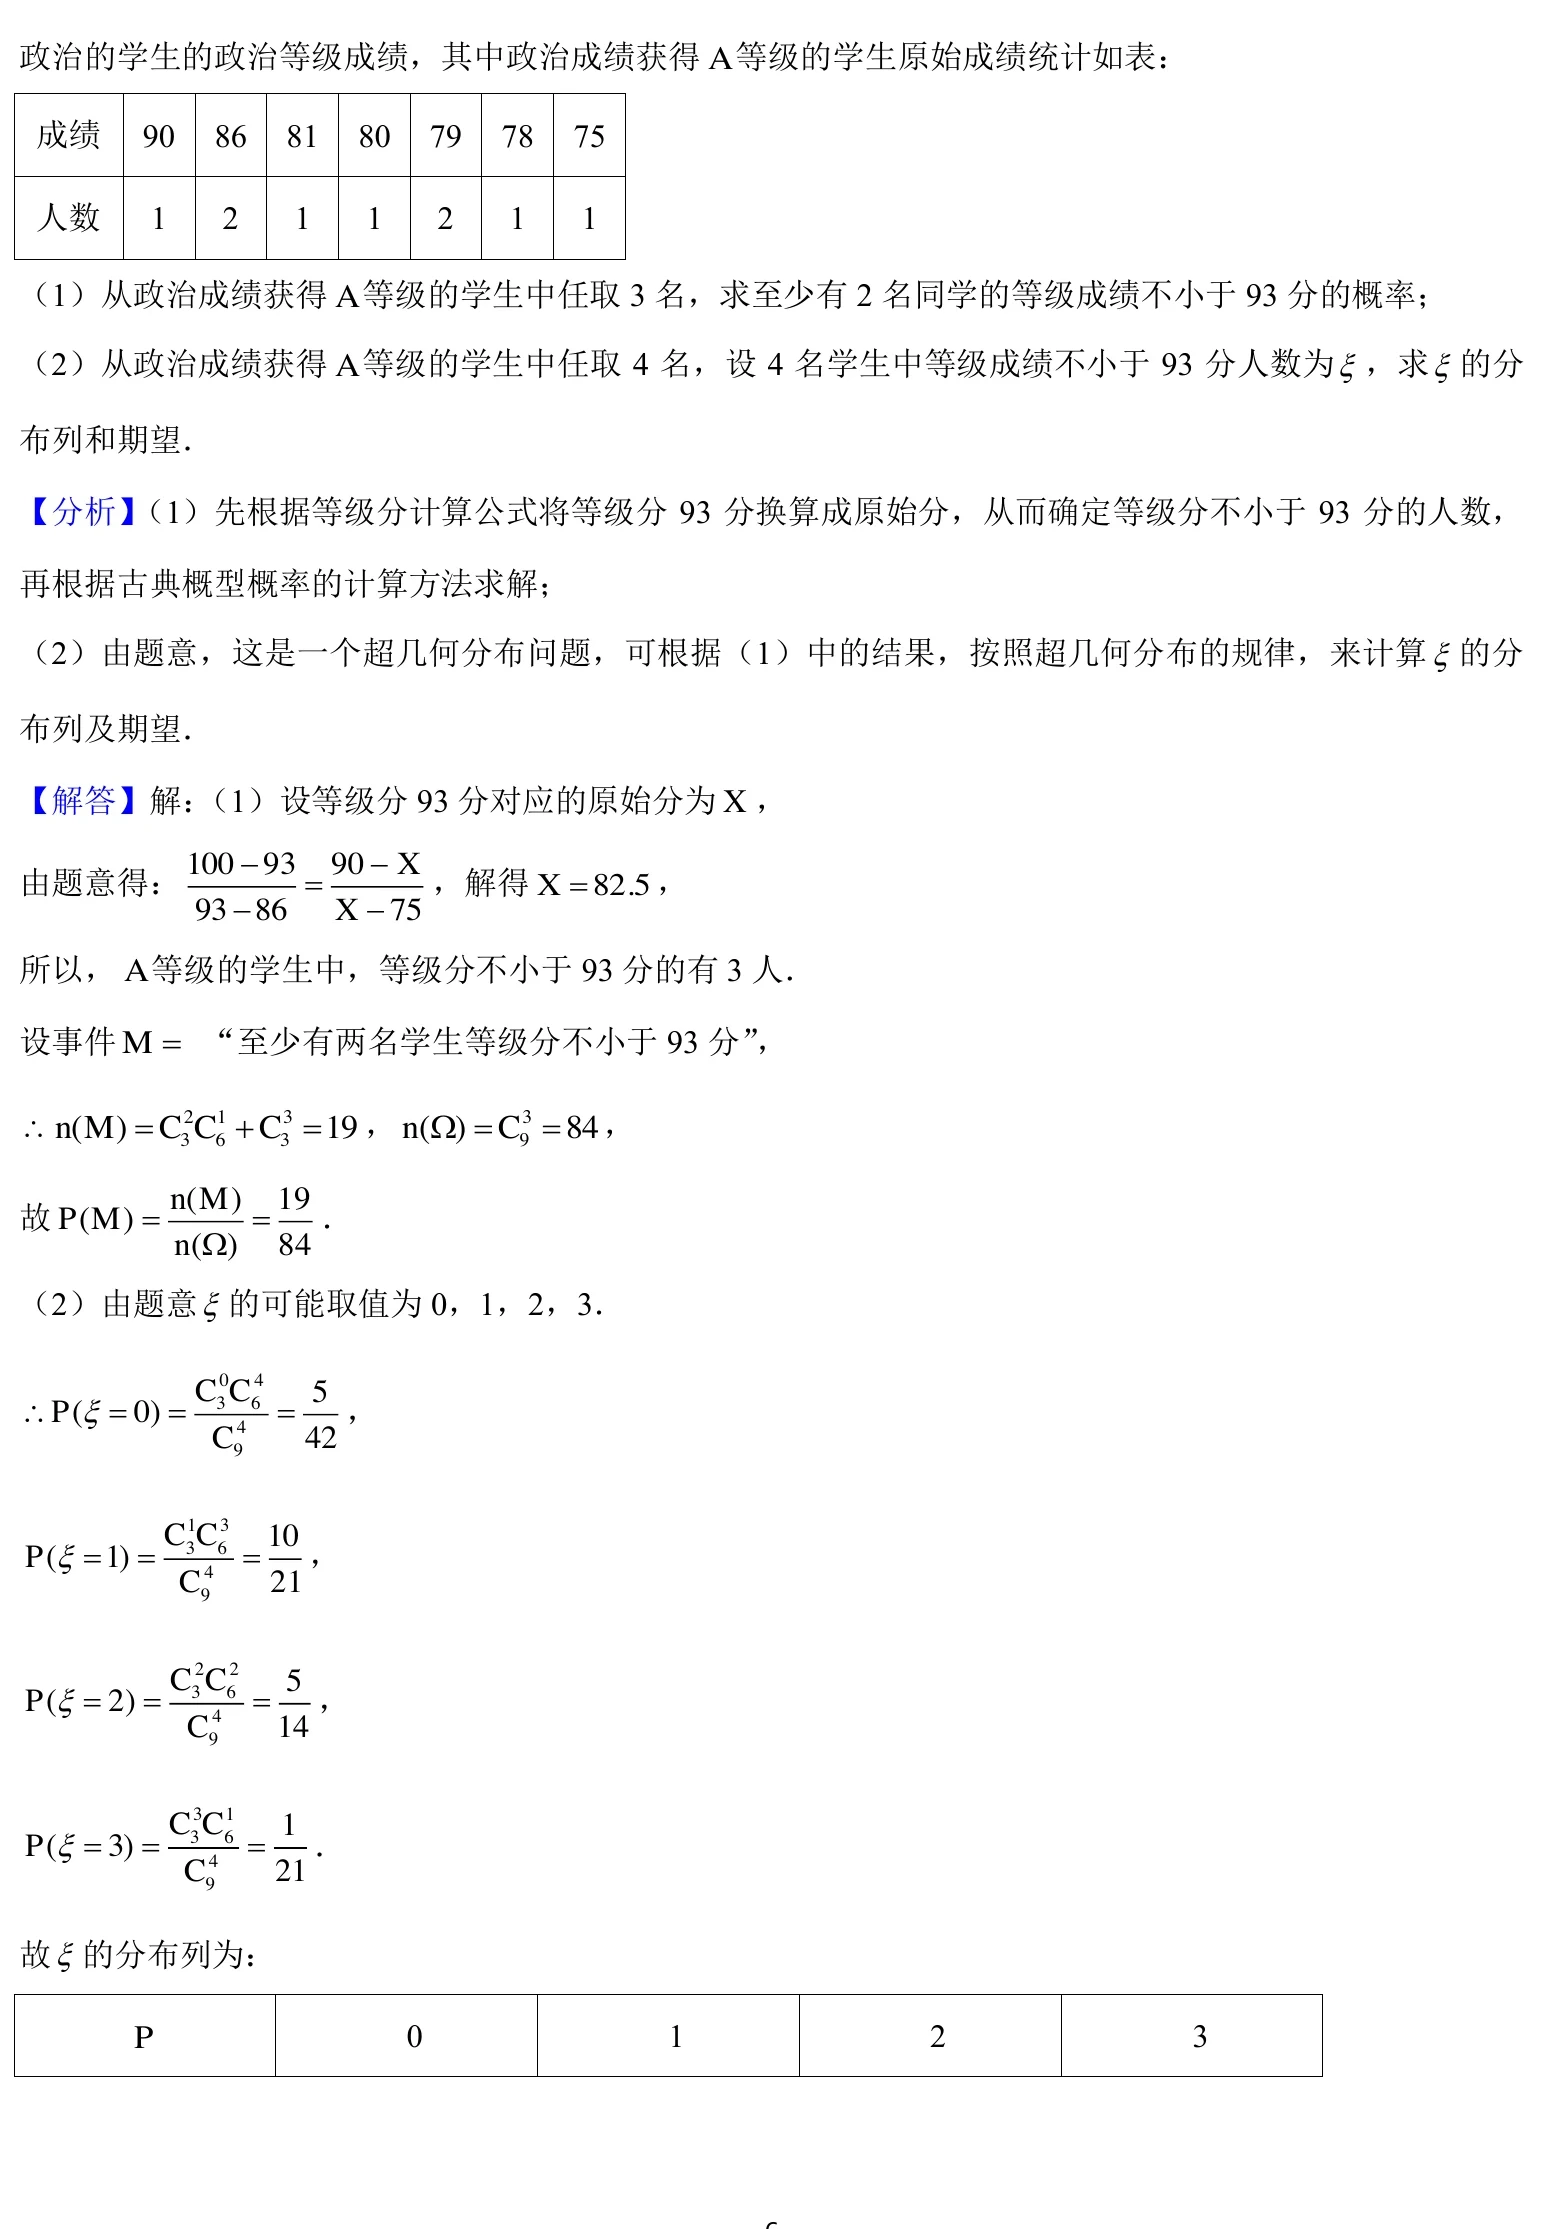 政治的学生的政治等级成绩，其中政治成绩获得 A等级的学生原始成绩统计如表：
成绩 90 86 81 80 79 78 75
人数 1 2 1 1 2 1 1
（1）从政治成绩获得 A等级的学生中任取 3 名，求至少有 2 名同学的等级成绩不小于 93 分的概率；
（2）从政治成绩获得 A等级的学生中任取 4 名，设 4 名学生中等级成绩不小于 93 分人数为ξ，求ξ的分
布列和期望．
【分析】（1）先根据等级分计算公式将等级分 93 分换算成原始分，从而确定等级分不小于 93 分的人数，
再根据古典概型概率的计算方法求解；
（2）由题意，这是一个超几何分布问题，可根据（1）中的结果，按照超几何分布的规律，来计算ξ的分
布列及期望．
【解答】解：（1）设等级分 93 分对应的原始分为 X，
由题意得：(100－93)/(93－86) = (90－X)/(X－75)，解得 X = 82.5，
所以， A等级的学生中，等级分不小于 93 分的有 3 人．
设事件 M = “至少有两名学生等级分不小于 93 分”，
∴ n(M) = C₃²C₆¹ + C₃³ = 19，n(Ω) = C₉³ = 84，
故 P(M) = n(M)/n(Ω) = 19/84．
（2）由题意ξ的可能取值为 0，1，2，3．
∴P(ξ = 0) = C₃⁰C₆⁴/C₉⁴ = 5/42，
P(ξ = 1) = C₃¹C₆³/C₉⁴ = 10/21，
P(ξ = 2) = C₃²C₆²/C₉⁴ = 5/14，
P(ξ = 3) = C₃³C₆¹/C₉⁴ = 1/21．
故ξ的分布列为：
P 0 1 2 3